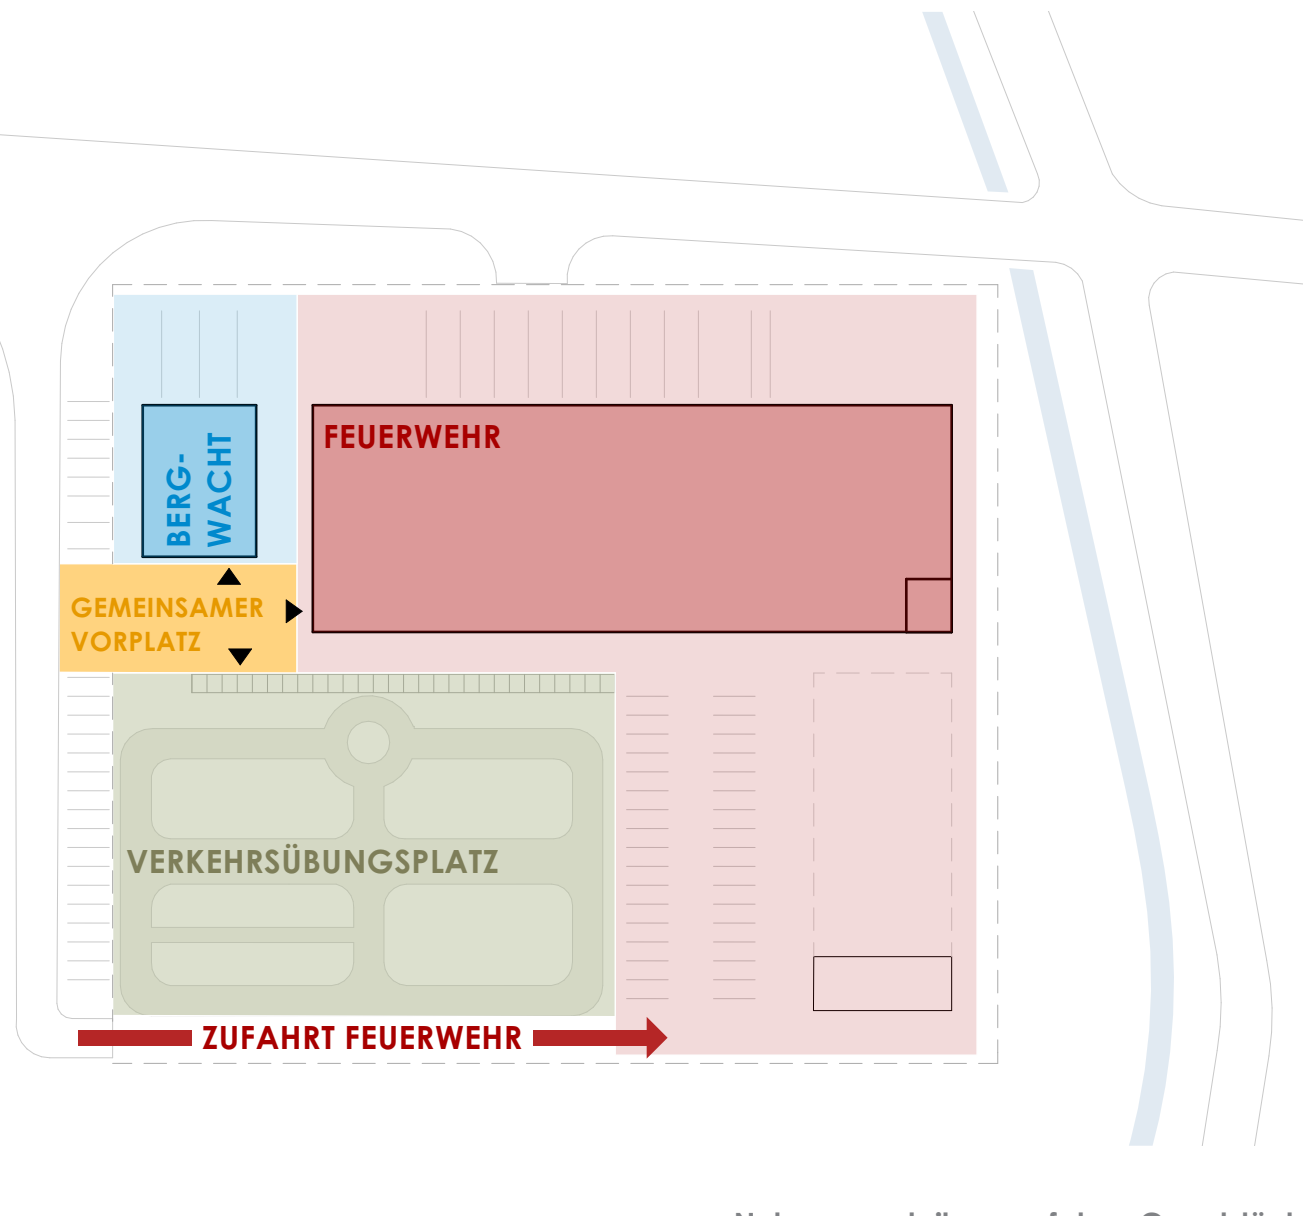 FEUERWEHR
BERG-
WACHT
GEMEINSAMER
VORPLATZ
VERKEHRSÜBUNGSPLATZ
ZUFAHRT FEUERWEHR